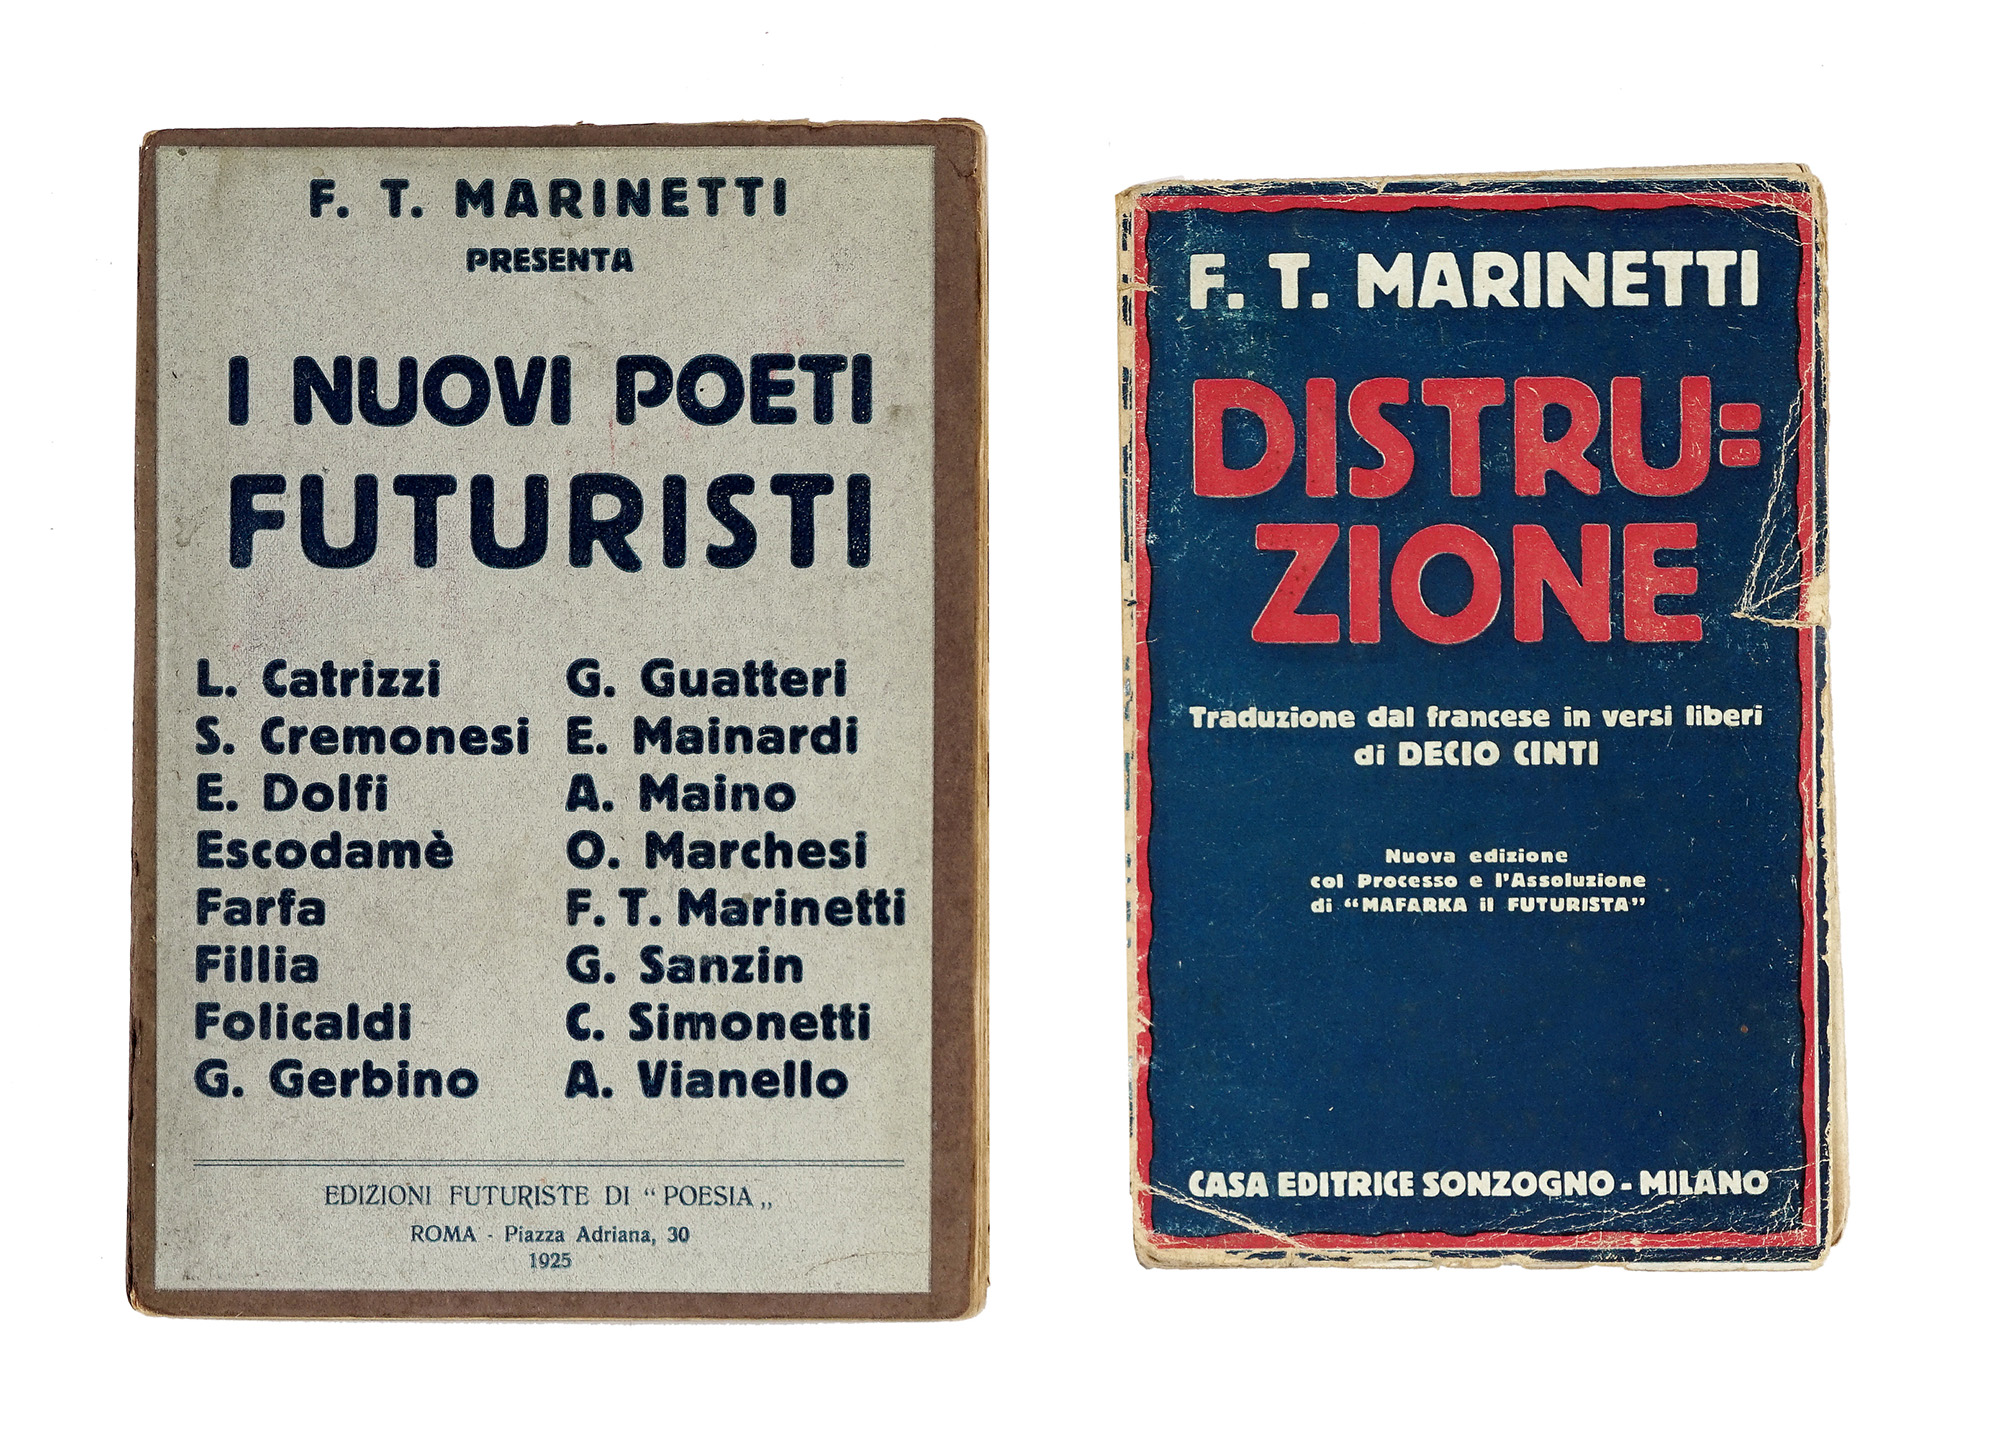 F. T. MARINETTI
PRESENTA
I NUOVI POETI
FUTURISTI
L. Catrizzi
S. Cremonesi
E. Dolfi
Escodamè
Farfa
Fillia
Folicaldi
G. Gerbino
G. Guatteri
E. Mainardi
A. Maino
O. Marchesi
F. T. Marinetti
G. Sanzin
C. Simonetti
A. Vianello
EDIZIONI FUTURISTE DI “ POESIA „
ROMA - Piazza Adriana, 30
1925
F. T. MARINETTI
DISTRU=
ZIONE
Traduzione dal francese in versi liberi
di DECIO CINTI
Nuova edizione
col Processo e l'Assoluzione
di “MAFARKA il FUTURISTA”
CASA EDITRICE SONZOGNO - MILANO